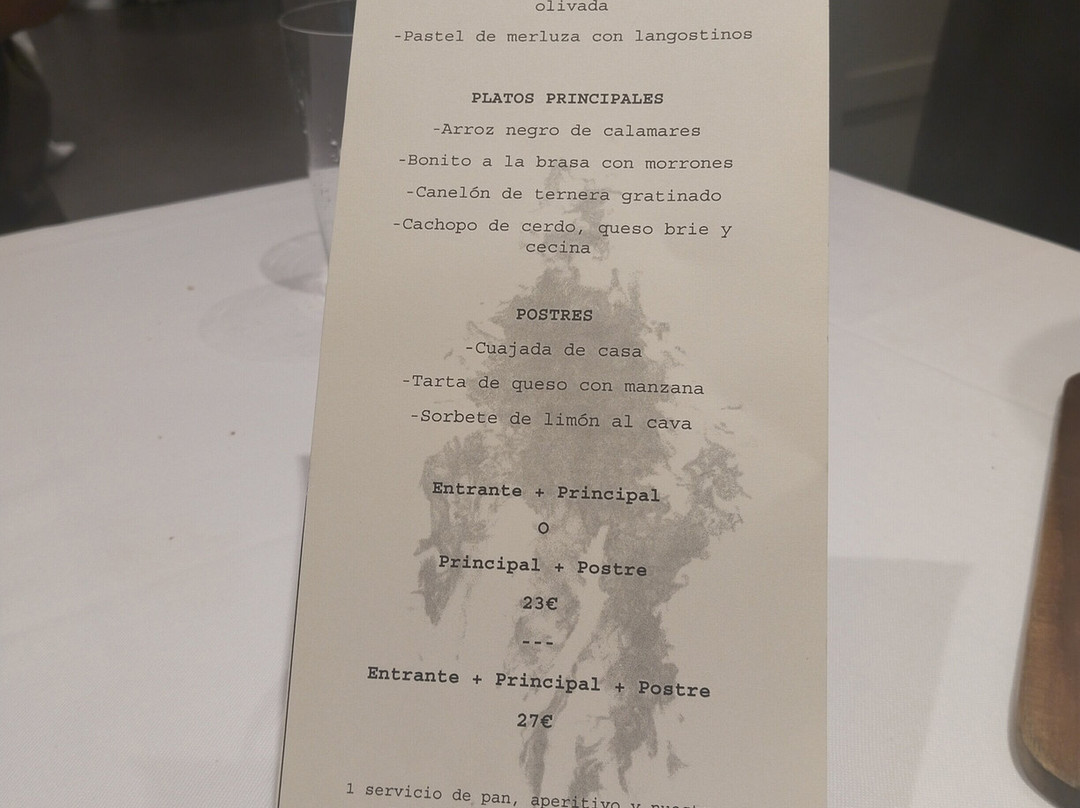 olivada
-Pastel de merluza con langostinos
PLATOS PRINCIPALES
-Arroz negro de calamares
-Bonito a la brasa con morrones
-Canelón de ternera gratinado
-Cachopo de cerdo, queso brie y
cecina
POSTRES
-Cuajada de casa
-Tarta de queso con manzana
-Sorbete de limón al cava
Entrante + Principal
O
Principal + Postre
23€
---
Entrante + Principal + Postre
27€
1 servicio de pan, aperitivo y